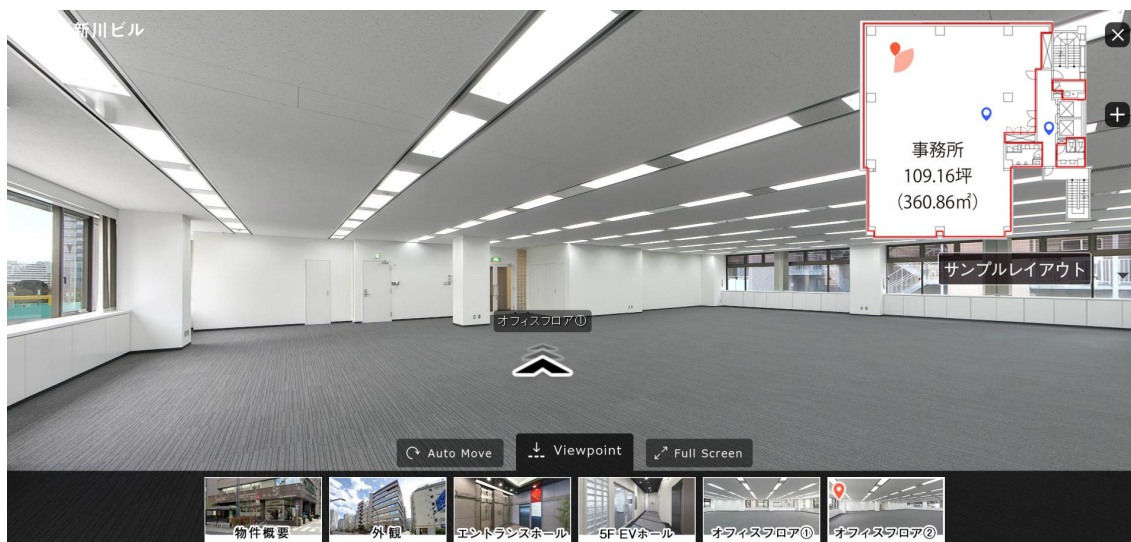 新川ビル
事務所
109.16坪
（360.86㎡）
サンプルレイアウト
オフィスフロア①
Auto Move
Viewpoint
Full Screen
物件概要
外観
エントランスホール
5F EVホール
オフィスフロア①
オフィスフロア②